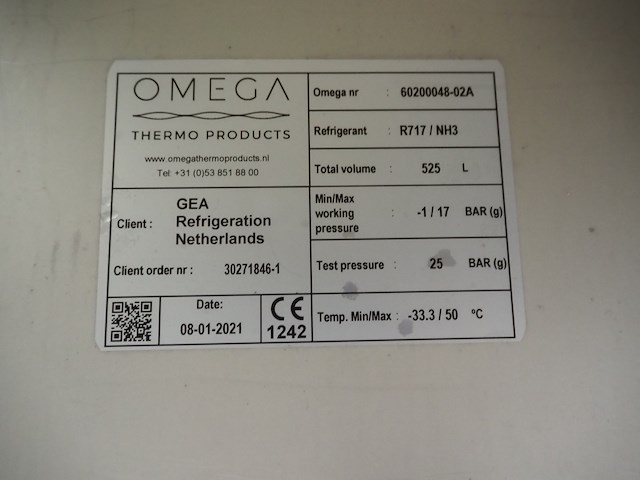 OMEGA
THERMO PRODUCTS
www.omegathermoproducts.nl
Tel: +31 (0)53 851 88 00
Client : GEA Refrigeration Netherlands
Client order nr : 30271846-1
Date:
08-01-2021
CE
1242
Omega nr : 60200048-02A
Refrigerant : R717 / NH3
Total volume : 525 L
Min/Max working pressure : -1 / 17 BAR (g)
Test pressure : 25 BAR (g)
Temp. Min/Max : -33.3 / 50 ºC